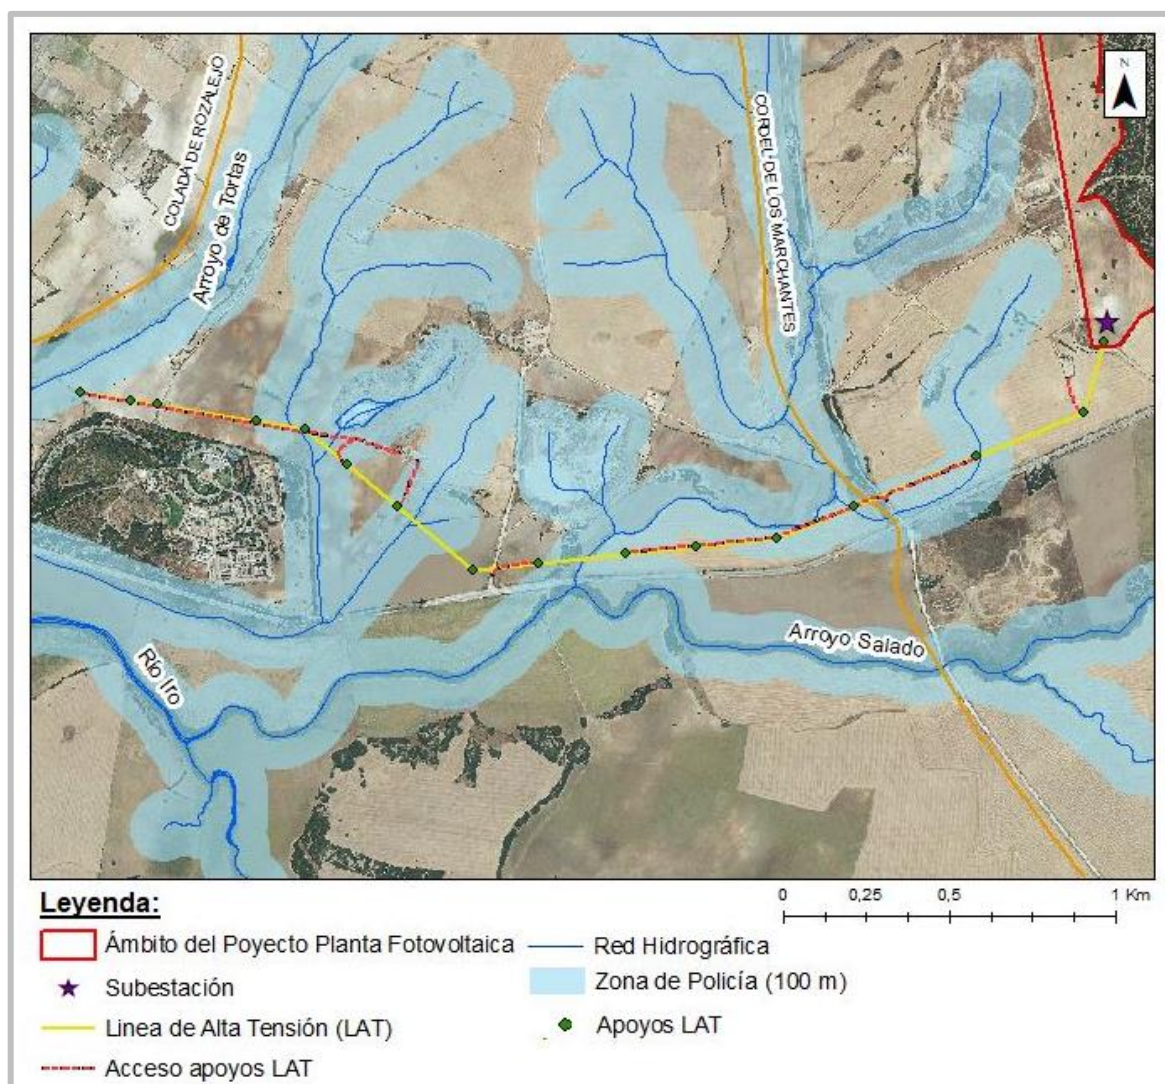 N
COLADA DE ROZALEJO
Arroyo de Tortas
CORDEL DE LOS MARCHANTES
Río Iro
Arroyo Salado
Leyenda:
0 0,25 0,5 1 Km
Ámbito del Poyecto Planta Fotovoltaica
Red Hidrográfica
Subestación
Zona de Policía (100 m)
Linea de Alta Tensión (LAT)
Apoyos LAT
Acceso apoyos LAT